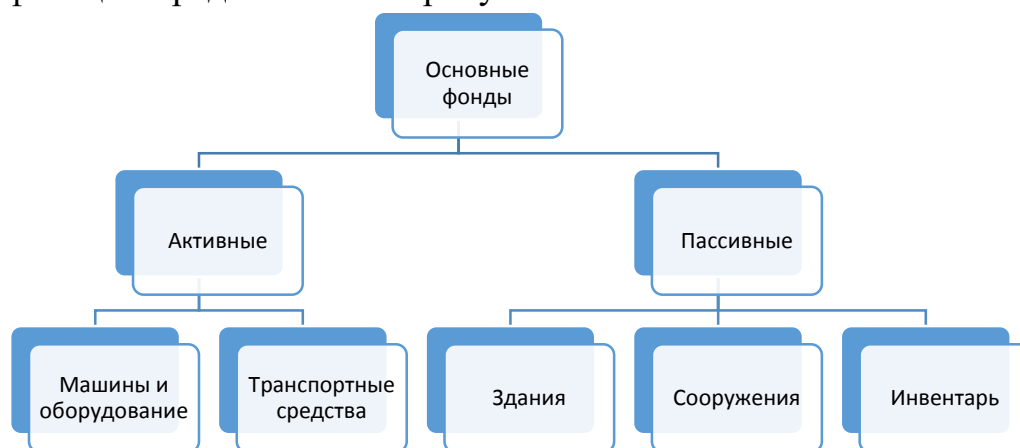 Основные
фонды
Активные
Пассивные
Машины и
оборудование
Транспортные
средства
Здания
Сооружения
Инвентарь